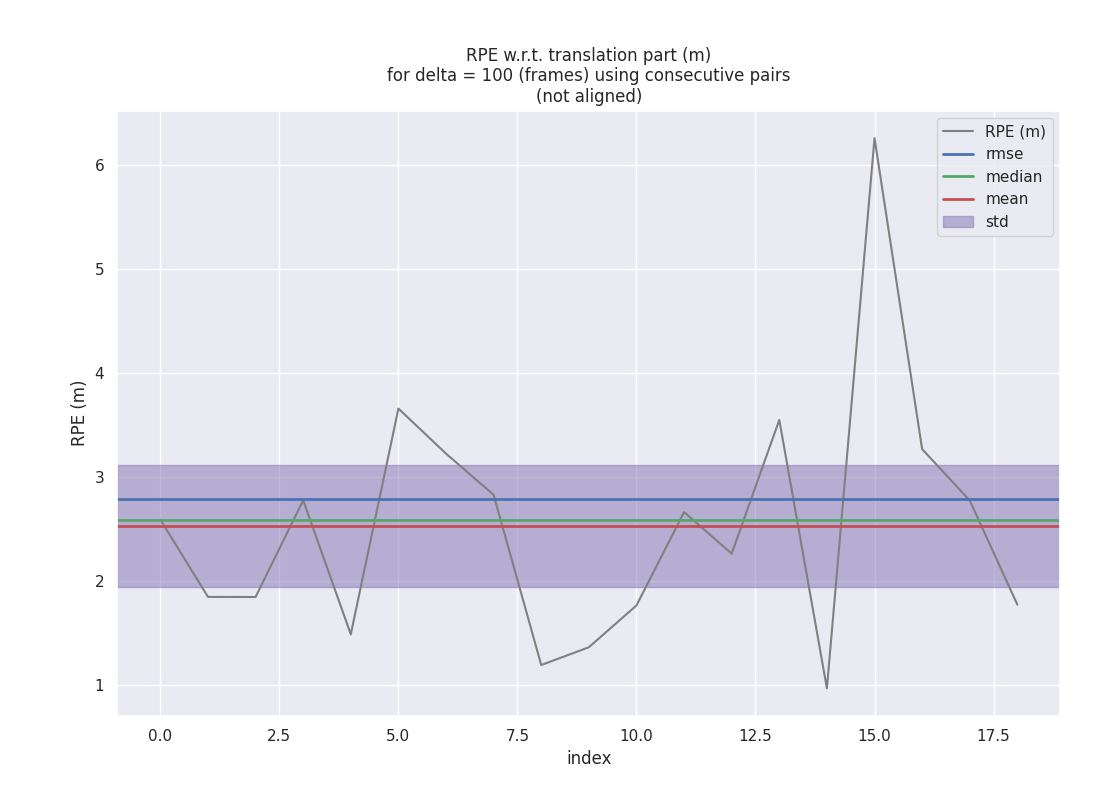 RPE w.r.t. translation part (m)
for delta = 100 (frames) using consecutive pairs
(not aligned)
RPE (m)
rmse
median
mean
std
6
5
4
3
2
1
RPE (m)
0.0 2.5 5.0 7.5 10.0 12.5 15.0 17.5
index